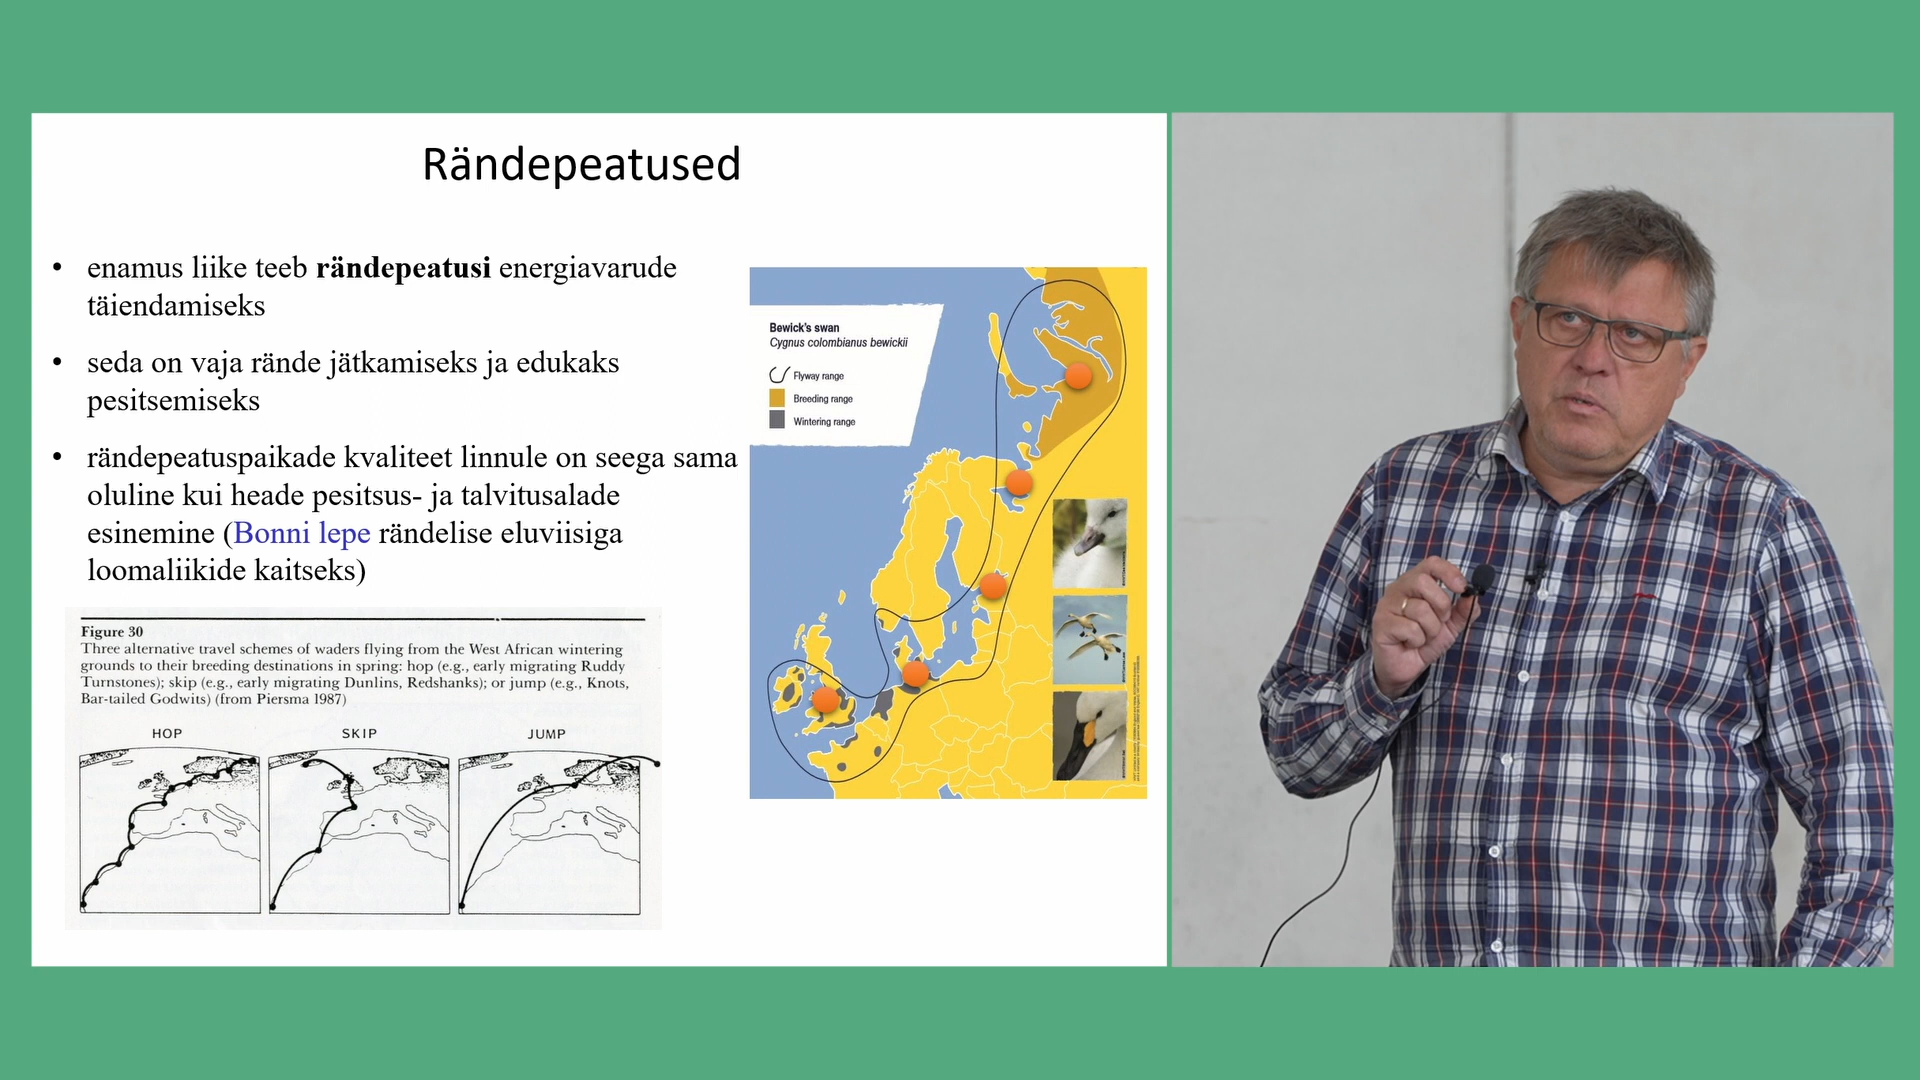 Rändepeatused
• enamus liike teeb rändepeatusi energiavarude
täiendamiseks
• seda on vaja rände jätkamiseks ja edukaks
pesitsemiseks
• rändepeatuspaikade kvaliteet linnule on seega sama
oluline kui heade pesitsus- ja talvitusalade
esinemine (Bonni lepe rändelise eluviisiga
loomaliikide kaitseks)
Figure 30
Three alternative travel schemes of waders flying from the West African wintering
grounds to their breeding destinations in spring: hop (e.g., early migrating Ruddy
Turnstones); skip (e.g., early migrating Dunlins, Redshanks); or jump (e.g., Knots,
Bar-tailed Godwits) (from Piersma 1987)
HOP
SKIP
JUMP
Bewick's swan
Cygnus colombianus bewickii
Flyway range
Breeding range
Wintering range